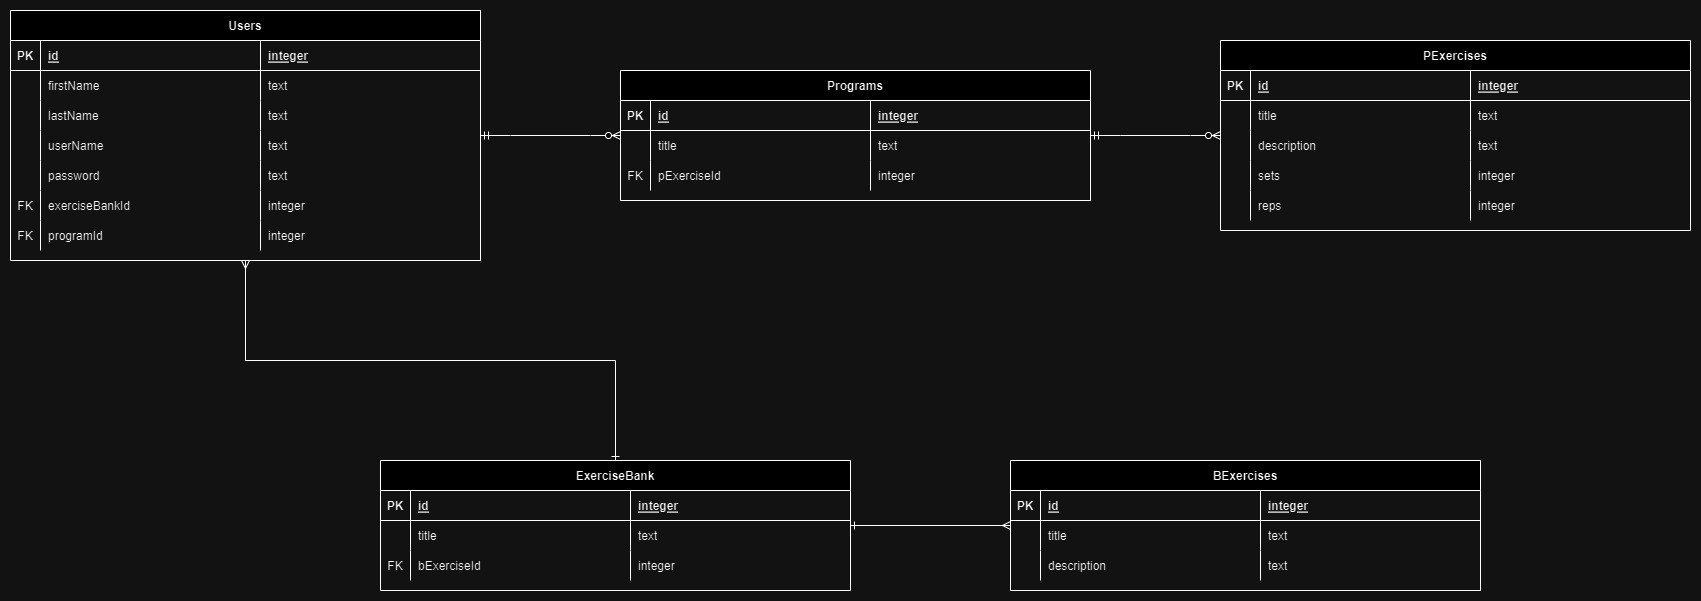 Users
PK id integer
firstName text
lastName text
userName text
password text
FK exerciseBankId integer
FK programId integer
Programs
PK id integer
title text
FK pExerciseId integer
PExercises
PK id integer
title text
description text
sets integer
reps integer
ExerciseBank
PK id integer
title text
FK bExerciseId integer
BExercises
PK id integer
title text
description text